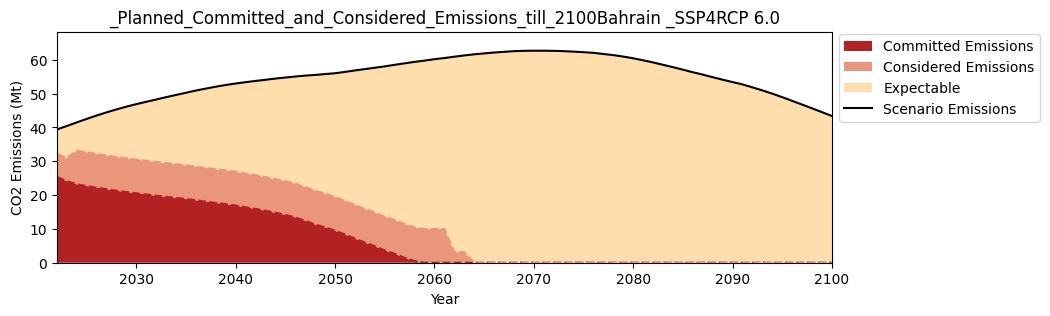 _Planned_Committed_and_Considered_Emissions_till_2100Bahrain _SSP4RCP 6.0
CO2 Emissions (Mt)
60
50
40
30
20
10
0
2030 2040 2050 2060 2070 2080 2090 2100
Year
Committed Emissions
Considered Emissions
Expectable
Scenario Emissions